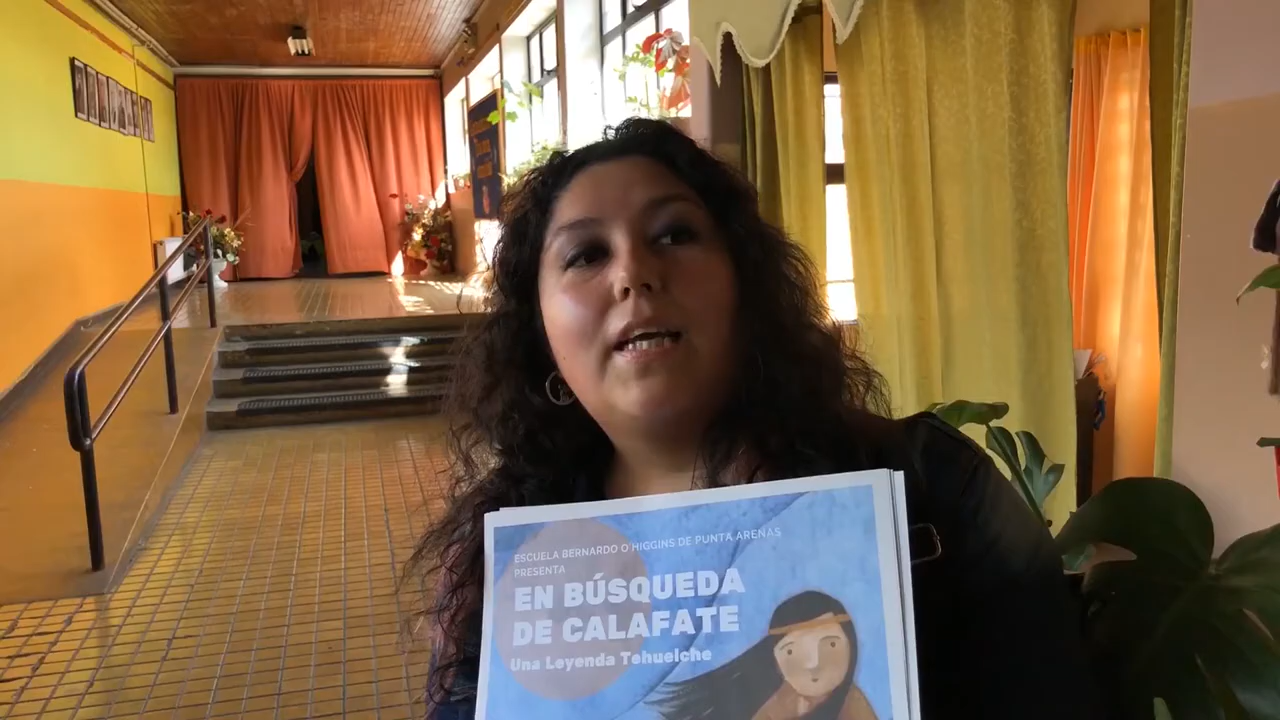 ESCUELA BERNARDO O HIGGINS DE PUNTA ARENAS
PRESENTA
EN BÚSQUEDA
DE CALAFATE
Una Leyenda Tehuelche